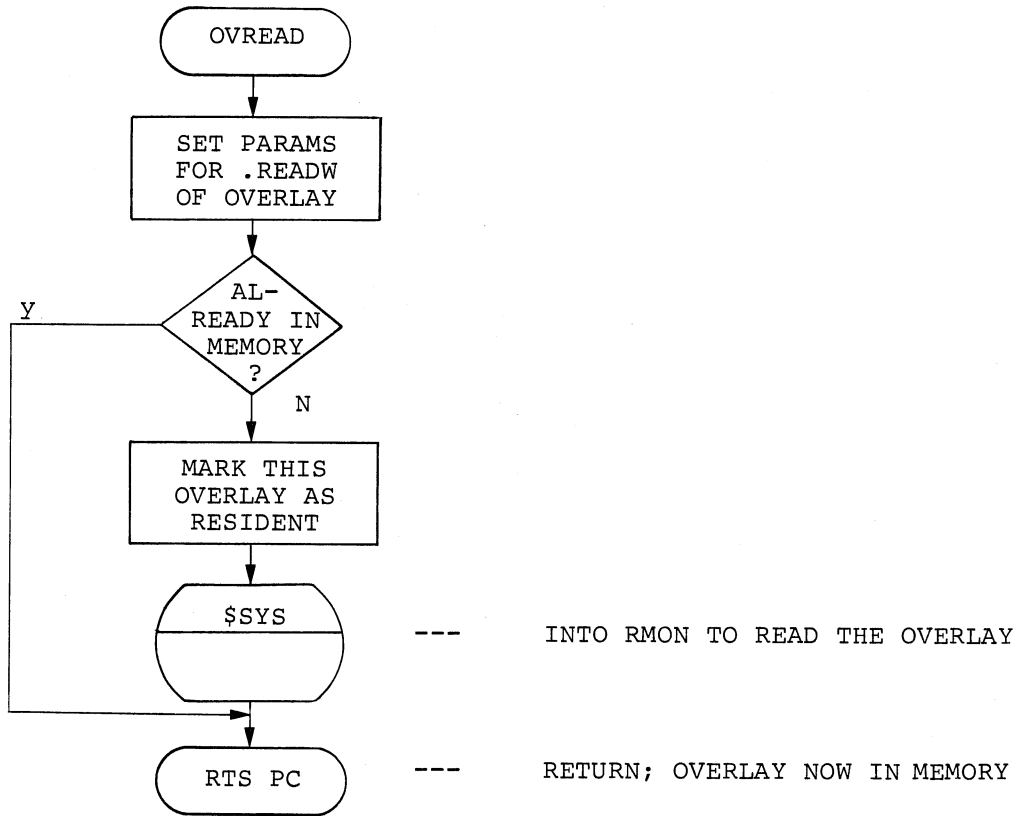 OVREAD
SET PARAMS
FOR .READW
OF OVERLAY
AL-
READY IN
MEMORY
?
y
N
MARK THIS
OVERLAY AS
RESIDENT
$SYS
--- INTO RMON TO READ THE OVERLAY
RTS PC
--- RETURN; OVERLAY NOW IN MEMORY